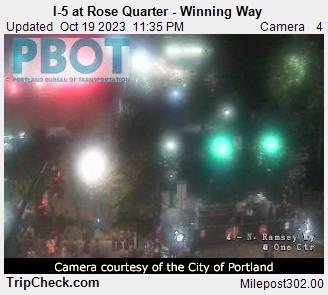 I-5 at Rose Quarter - Winning Way
Updated Oct 19 2023 11:35 PM Camera 4
PBOT
PORTLAND BUREAU OF TRANSPORTATION
4 - N. Ramsey Wy
@ One Ctr
Camera courtesy of the City of Portland
TripCheck.com Milepost302.00